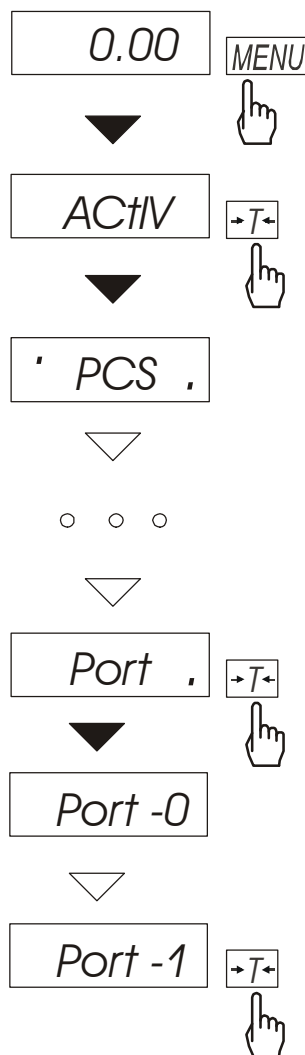 0.00 MENU
ACtIV →T←
' PCS .
Port . →T←
Port -0
Port -1 →T←